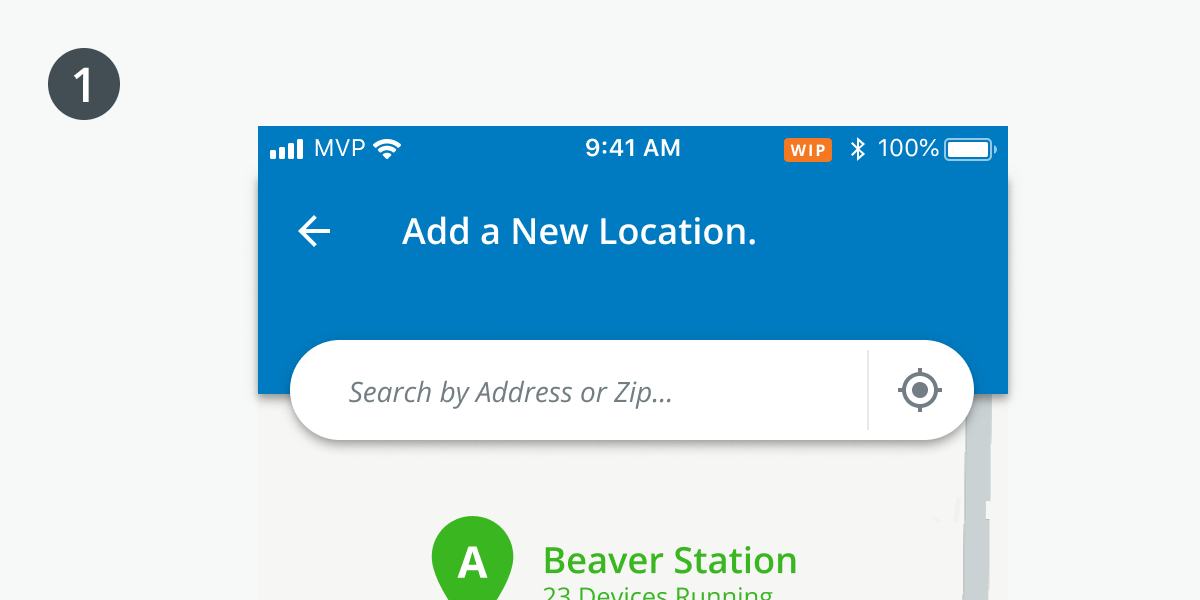 1
MVP 9:41 AM WIP 100%
Add a New Location.
Search by Address or Zip...
A
Beaver Station
23 Devices Running